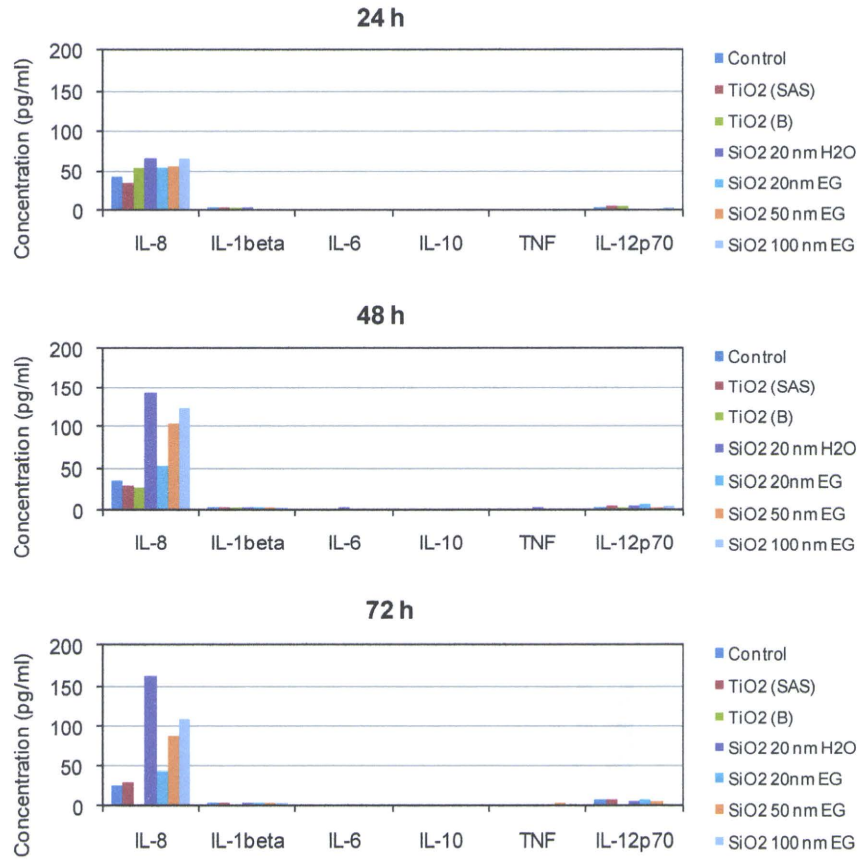 24 h
Concentration (pg/ml)
200
150
100
50
0
IL-8 IL-1beta IL-6 IL-10 TNF IL-12p70
Control
TiO2 (SAS)
TiO2 (B)
SiO2 20 nm H2O
SiO2 20nm EG
SiO2 50 nm EG
SiO2 100 nm EG
48 h
Concentration (pg/ml)
200
150
100
50
0
IL-8 IL-1beta IL-6 IL-10 TNF IL-12p70
Control
TiO2 (SAS)
TiO2 (B)
SiO2 20 nm H2O
SiO2 20nm EG
SiO2 50 nm EG
SiO2 100 nm EG
72 h
Concentration (pg/ml)
200
150
100
50
0
IL-8 IL-1beta IL-6 IL-10 TNF IL-12p70
Control
TiO2 (SAS)
TiO2 (B)
SiO2 20 nm H2O
SiO2 20nm EG
SiO2 50 nm EG
SiO2 100 nm EG